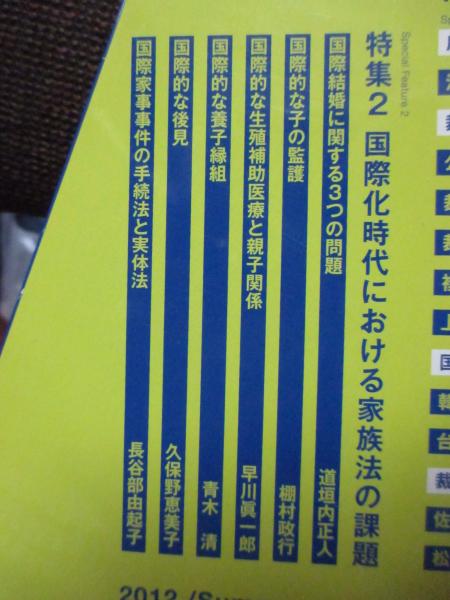 Special Feature 2
特集2 国際化時代における家族法の課題
国際結婚に関する3つの問題 道垣内正人
国際的な子の監護 棚村政行
国際的な生殖補助医療と親子関係 早川眞一郎
国際的な養子縁組 青木 清
国際的な後見 久保野恵美子
国際家事事件の手続法と実体法 長谷部由起子
2012 /Sum